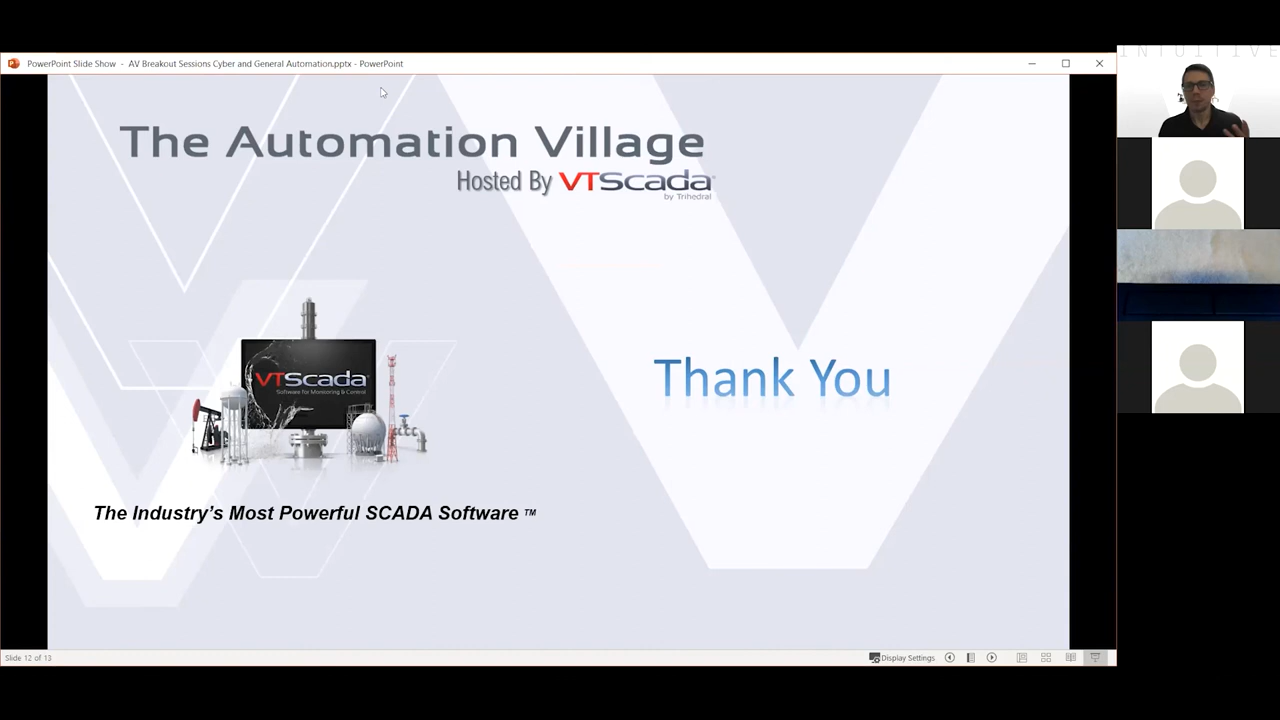 PowerPoint Slide Show - AV Breakout Sessions Cyber and General Automation.pptx - PowerPoint
INTUITIVE
The Automation Village
Hosted By VTScada®
by Trihedral
VTScada
Software for Monitoring & Control
Thank You
The Industry's Most Powerful SCADA Software ™
Slide 12 of 13
Display Settings